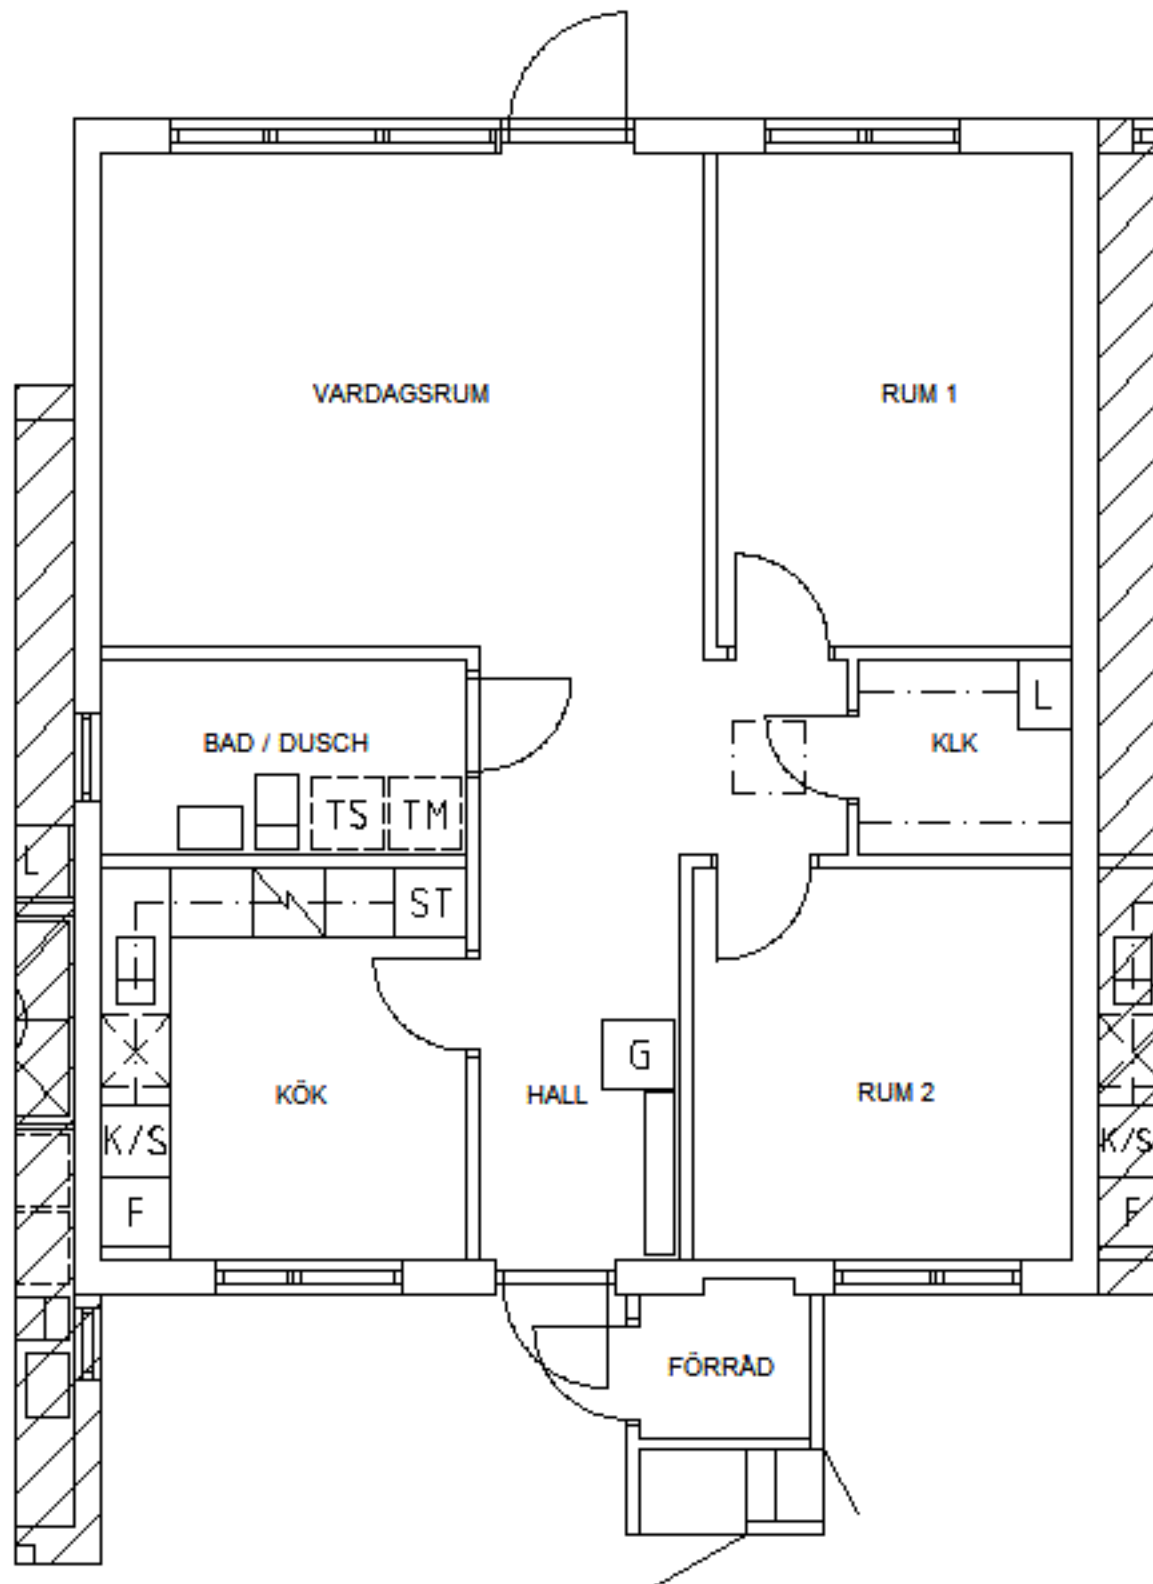 VARDAGSRUM
RUM 1
L
BAD / DUSCH
KLK
TS
TM
L
ST
G
KÖK
HALL
RUM 2
K/S
K/S
F
F
FÖRRÅD